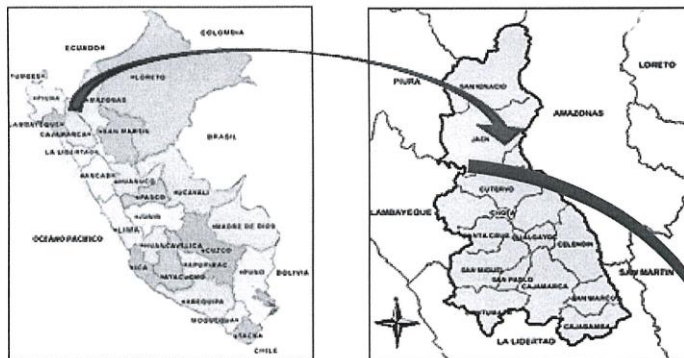 COLOMBIA
ECUADOR
LORETO
TUMBES
PIURA
AMAZONAS
LAMBAYEQUE
CAJAMARCA
SAN MARTIN
LA LIBERTAD
BRASIL
ANCASH
HUANUCO
UCAYALI
PASCO
JUNIN
LIMA
MADRE DE DIOS
OCEANO PACIFICO
HUANCAVELICA
CUZCO
ICA
APURIMAC
AYACUCHO
PUNO
BOLIVIA
AREQUIPA
MOQUEGUA
TACNA
CHILE
LORETO
PIURA
SAN IGNACIO
AMAZONAS
JAEN
CUTERVO
LAMBAYEQUE
CHOTA
SANTA CRUZ
HUALGAYOC
CELENDIN
SAN MIGUEL
SAN PABLO
SAN MARTIN
CAJAMARCA
SAN MARCOS
CAJABAMBA
LA LIBERTAD